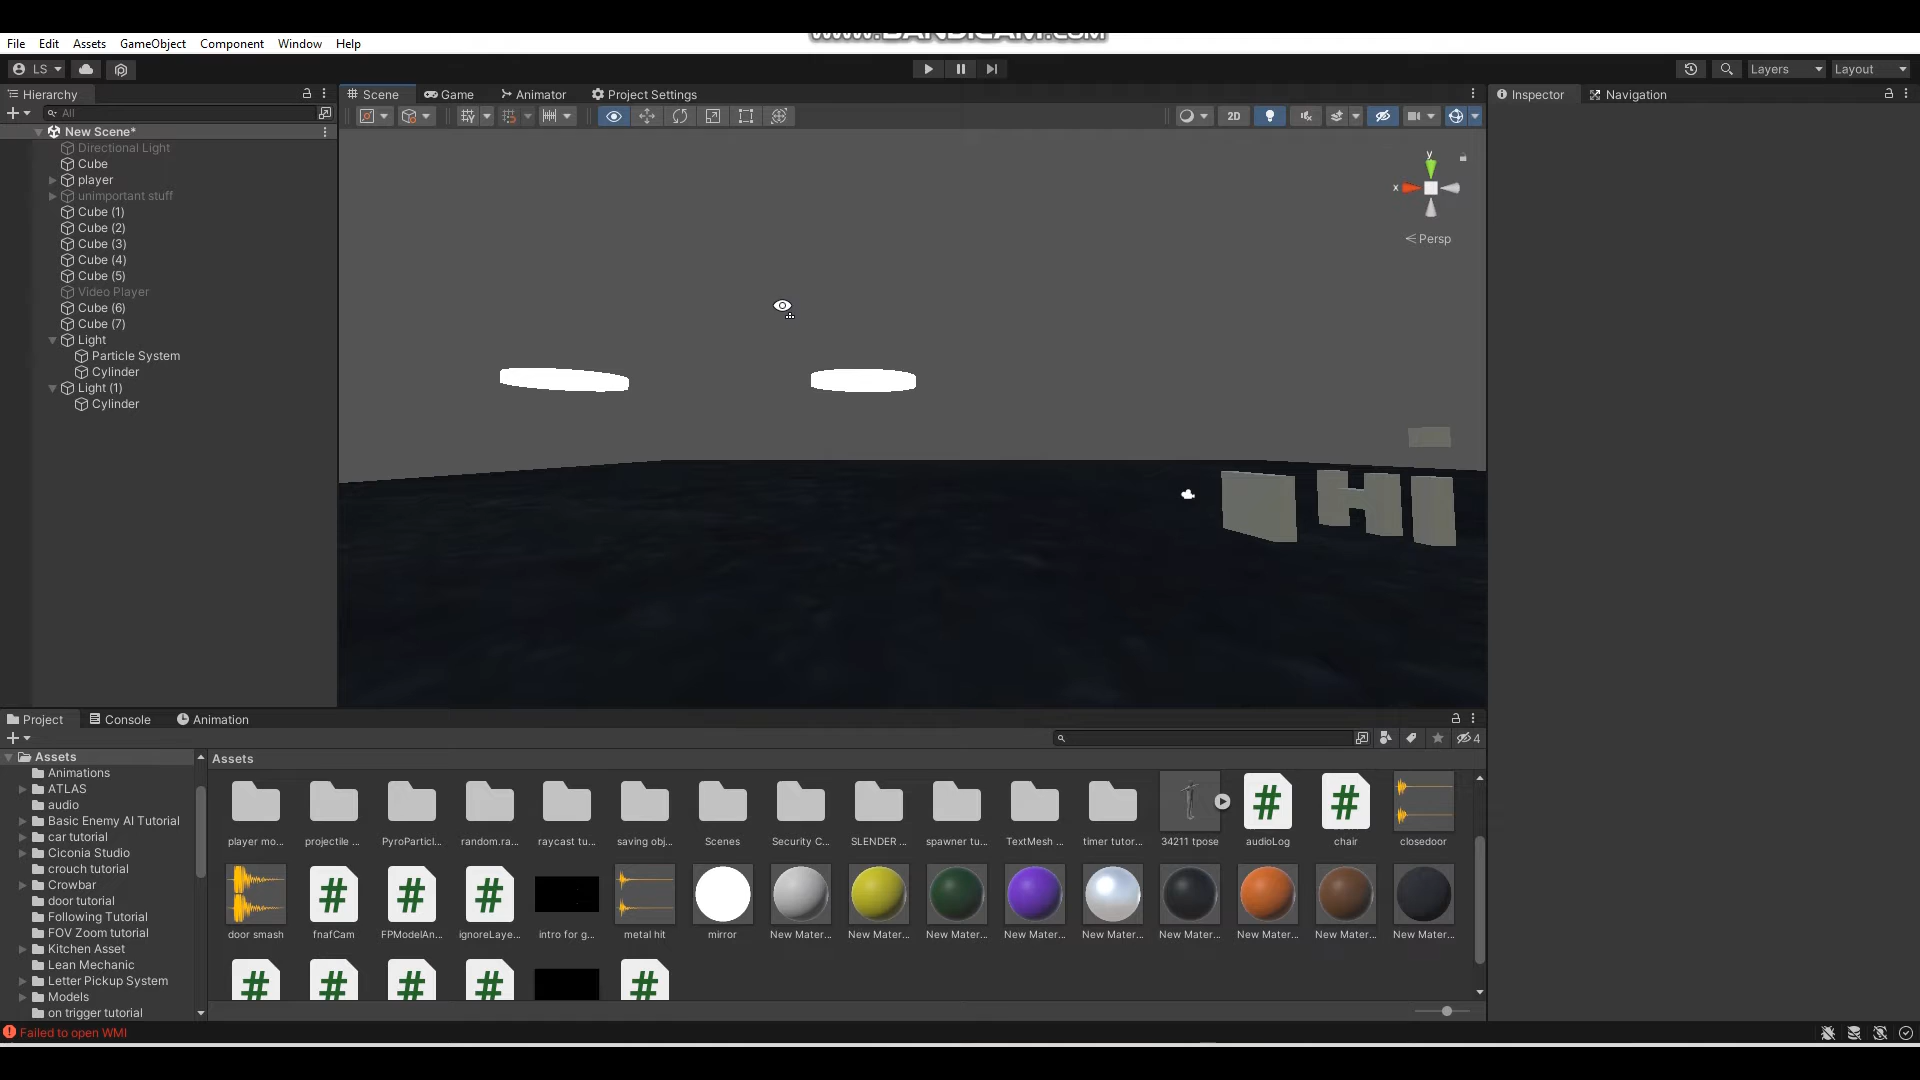 www.BANDICAM.com
File Edit Assets GameObject Component Window Help
LS Layers Layout
Hierarchy Scene Game Animator Project Settings Inspector Navigation
All 2D
New Scene*
Directional Light
Cube
player
unimportant stuff
Cube (1)
Cube (2)
Cube (3)
Cube (4)
Cube (5)
Video Player
Cube (6)
Cube (7)
Light
Particle System
Cylinder
Light (1)
Cylinder
y
x
Persp
HI
Project Console Animation
4
Assets
Animations
ATLAS
audio
Basic Enemy AI Tutorial
car tutorial
Ciconia Studio
crouch tutorial
Crowbar
door tutorial
Following Tutorial
FOV Zoom tutorial
Kitchen Asset
Lean Mechanic
Letter Pickup System
Models
on trigger tutorial
Assets
player mo... projectile ... PyroParticl... random.ra... raycast tu... saving obj... Scenes Security C... SLENDER ... spawner tu... TextMesh ... timer tutor... 34211 tpose audioLog chair closedoor
door smash fnafCam FPModelAn... ignoreLaye... intro for g... metal hit mirror New Mater... New Mater... New Mater... New Mater... New Mater... New Mater... New Mater... New Mater... New Mater...
Failed to open WMI